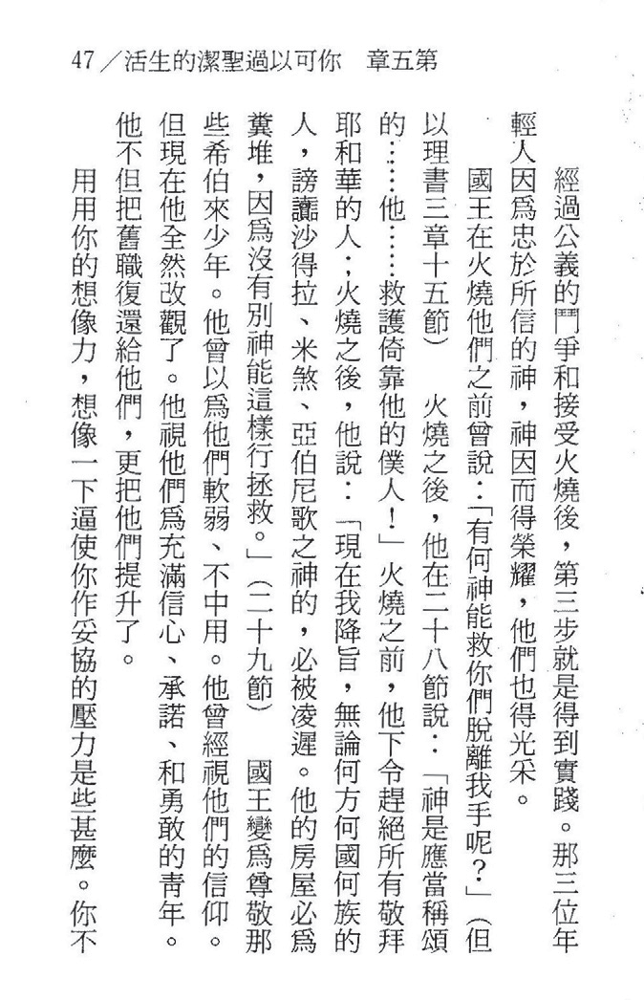 47／活生的潔聖過以可你　章五第
經過公義的鬥爭和接受火燒後，第三步就是得到實踐。那三位年
輕人因爲忠於所信的神，神因而得榮耀，他們也得光采。
國王在火燒他們之前曾說：「有何神能救你們脫離我手呢？」（但
以理書三章十五節）　火燒之後，他在二十八節說：「神是應當稱頌
的……他……救護倚靠他的僕人！」火燒之前，他下令趕絕所有敬拜
耶和華的人；火燒之後，他說：「現在我降旨，無論何方何國何族的
人，謗讟沙得拉、米煞、亞伯尼歌之神的，必被凌遲。他的房屋必爲
糞堆，因爲沒有別神能這樣行拯救。」（二十九節）　國王變爲尊敬那
些希伯來少年。他曾以爲他們軟弱、不中用。他曾經視他們的信仰。
但現在他全然改觀了。他視他們爲充滿信心、承諾、和勇敢的青年。
他不但把舊職復還給他們，更把他們提升了。
用用你的想像力，想像一下逼使你作妥協的壓力是些甚麼。你不